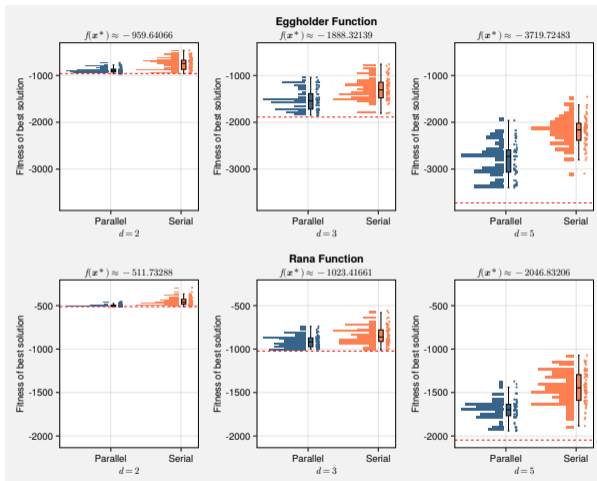 Eggholder Function
f(x*) ≈ −959.64066
f(x*) ≈ −1888.32139
f(x*) ≈ −3719.72483
Fitness of best solution
-1000
-2000
-3000
Parallel
Serial
d = 2
Fitness of best solution
-1000
-2000
-3000
Parallel
Serial
d = 3
Fitness of best solution
-1000
-2000
-3000
Parallel
Serial
d = 5
Rana Function
f(x*) ≈ −511.73288
f(x*) ≈ −1023.41661
f(x*) ≈ −2046.83206
Fitness of best solution
-500
-1000
-1500
-2000
Parallel
Serial
d = 2
Fitness of best solution
-500
-1000
-1500
-2000
Parallel
Serial
d = 3
Fitness of best solution
-500
-1000
-1500
-2000
Parallel
Serial
d = 5